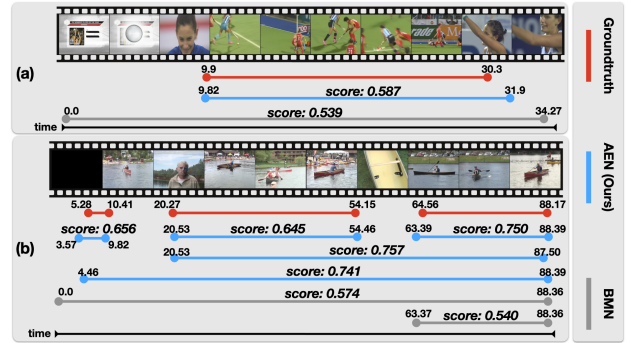 (a)
9.9 30.3
9.82 score: 0.587 31.9
0.0 score: 0.539 34.27
time
(b)
5.28 10.41 20.27 54.15 64.56 88.17
score: 0.656 score: 0.645 score: 0.750
3.57 9.82 20.53 54.46 63.39 88.39
20.53 score: 0.757 87.50
4.46 score: 0.741 88.39
0.0 score: 0.574 88.36
63.37 score: 0.540 88.36
time
Groundtruth
AEN (Ours)
BMN